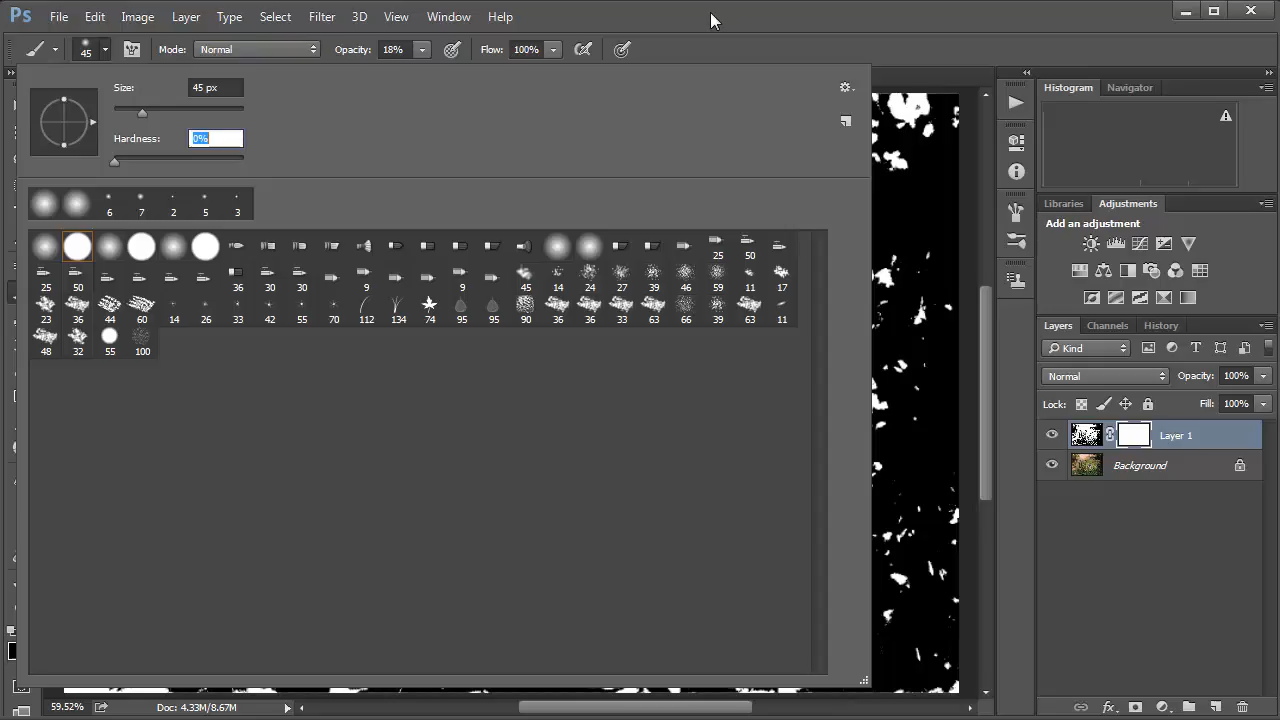 Ps File Edit Image Layer Type Select Filter 3D View Window Help
45 Mode: Normal Opacity: 18% Flow: 100%
Size: 45 px
Hardness: 0%
6 7 2 5 3
25 50
25 50 36 30 30 9 9 45 14 24 27 39 46 59 11 17
23 36 44 60 14 26 33 42 55 70 112 134 74 95 95 90 36 36 33 63 66 39 63 11
48 32 55 100
Histogram Navigator
Libraries Adjustments
Add an adjustment
Layers Channels History
Kind
Normal Opacity: 100%
Lock: Fill: 100%
Layer 1
Background
59.52% Doc: 4.33M/8.67M